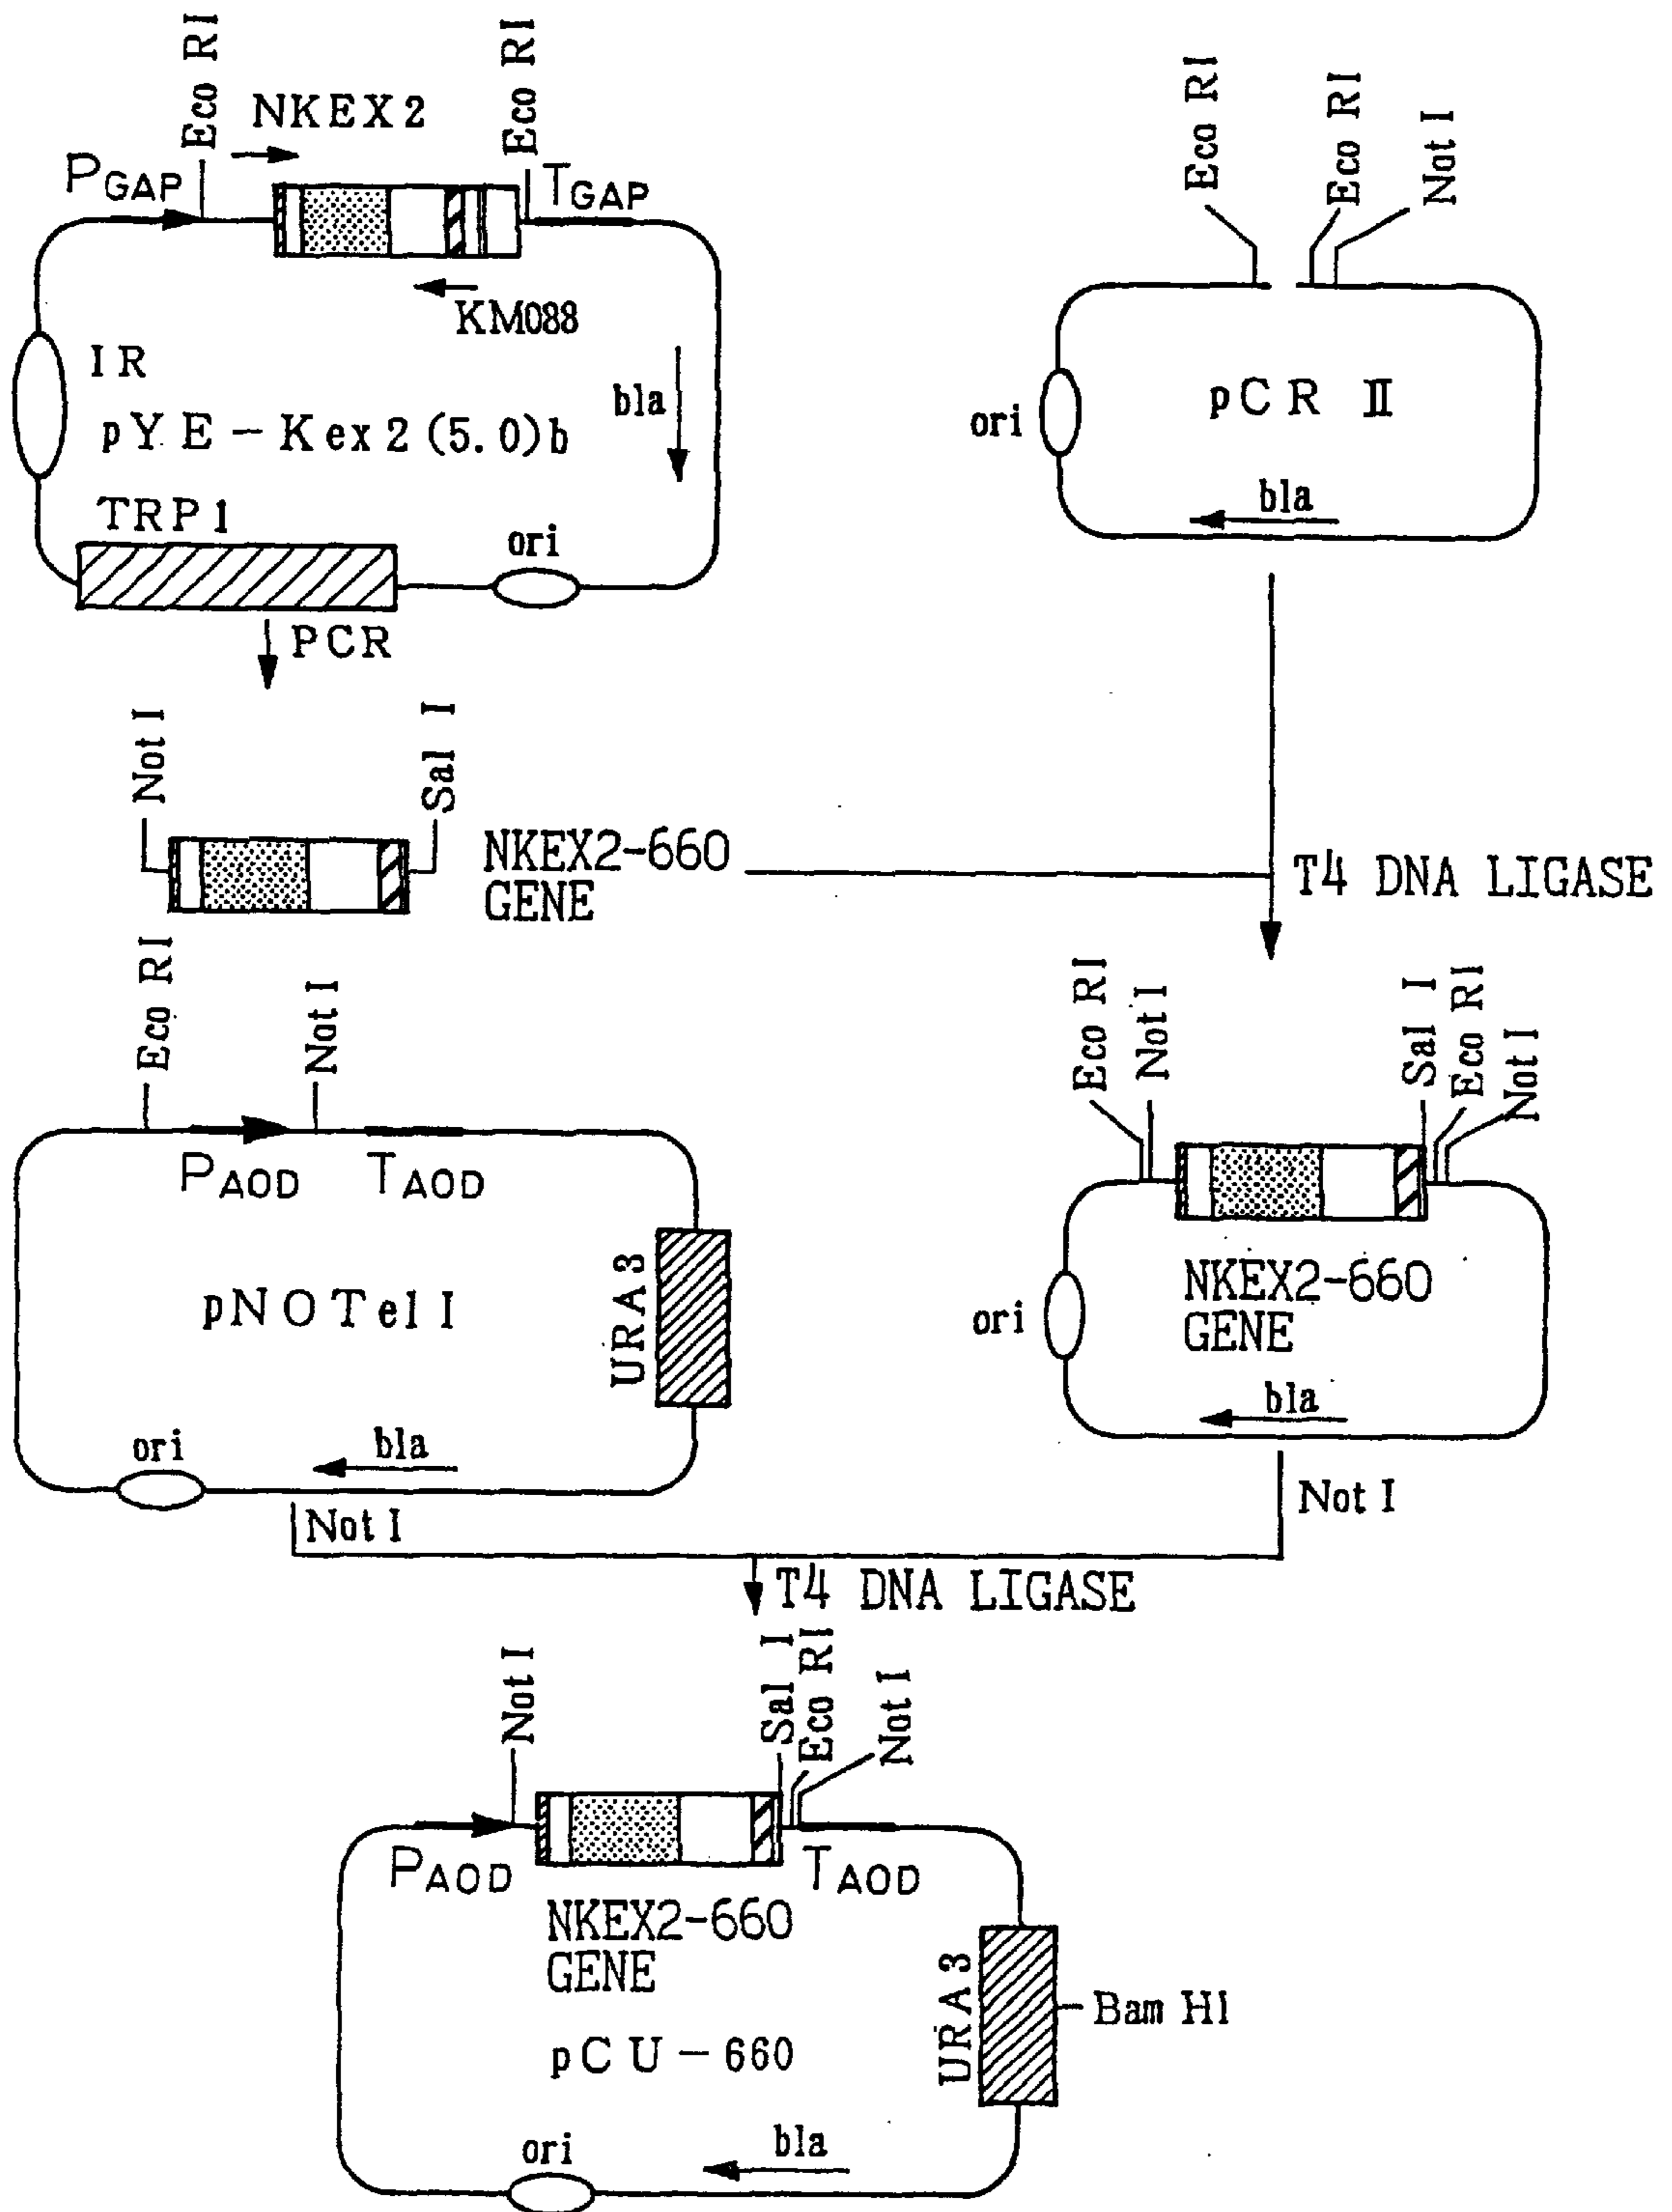 Eco RI
NKEX2
Eco RI
PGAP
TGAP
KM088
IR
bla
pYE-Kex2(5.0)b
TRP1
ori
PCR
Eco RI
Eco RI
Not I
pCR II
ori
bla
Not I
Sal I
NKEX2-660
GENE
T4 DNA LIGASE
Eco RI
Not I
PAOD
TAOD
pNOTel I
URA3
ori
bla
Not I
Eco RI
Not I
Sal I
Eco RI
Not I
NKEX2-660
GENE
ori
bla
Not I
T4 DNA LIGASE
Not I
Sal I
Eco RI
Not I
PAOD
TAOD
NKEX2-660
GENE
URA3
Bam HI
pCU-660
ori
bla